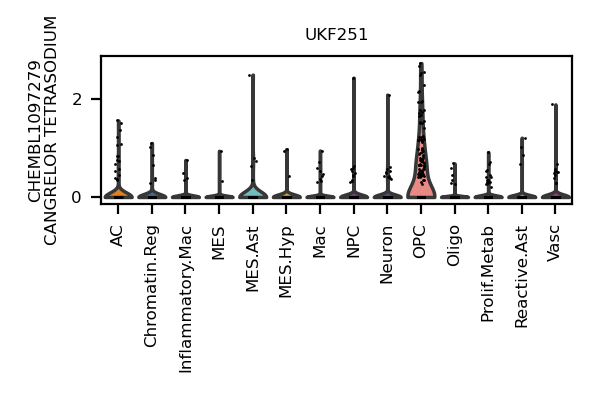 UKF251
CHEMBL1097279
CANGRELOR TETRASODIUM
2
0
AC
Chromatin.Reg
Inflammatory.Mac
MES
MES.Ast
MES.Hyp
Mac
NPC
Neuron
OPC
Oligo
Prolif.Metab
Reactive.Ast
Vasc